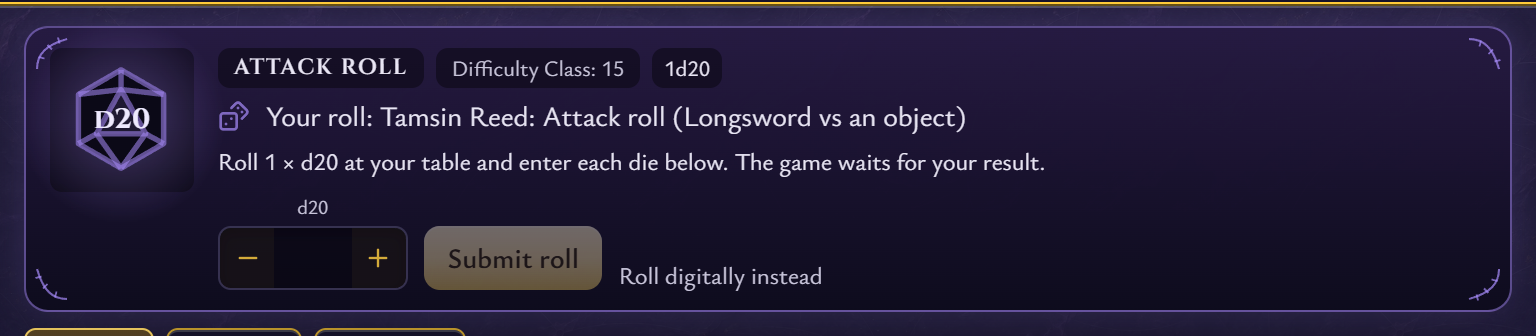 D20
ATTACK ROLL
Difficulty Class: 15
1d20
Your roll: Tamsin Reed: Attack roll (Longsword vs an object)
Roll 1 × d20 at your table and enter each die below. The game waits for your result.
d20
Submit roll
Roll digitally instead